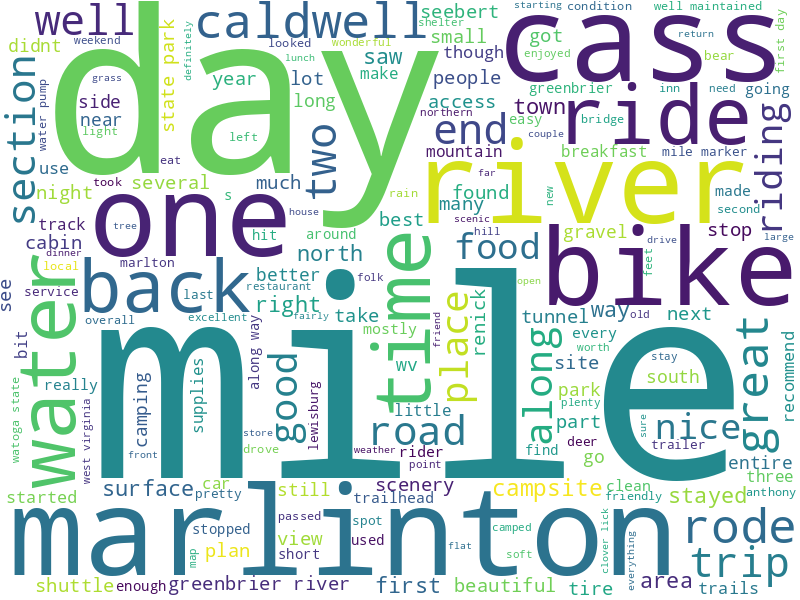 day
mile
marlinton
cass
river
bike
ride
one
back
water
time
caldwell
well
section
two
end
riding
great
nice
rode
trip
road
along
place
good
food
seebert
small
didnt
state park
definitely
weekend
looked
wonderful
shelter
lunch
starting
condition
well maintained
enjoyed
return
first day
bear
going
got
though
saw
make
people
year
lot
long
access
town
greenbrier
inn
need
northern
easy
couple
bridge
mountain
breakfast
mile marker
far
scenic
found
many
best
hill
new
gravel
drive
made
second
stop
large
grass
side
near
light
left
water pump
use
eat
took
several
much
night
s
rain
tree
house
track
cabin
dinner
hit
around
north
local
marlton
service
folk
better
restaurant
last
right
excellent
take
overall
fairly
see
bit
mostly
wv
renick
open
tunnel
way
old
feet
next
every
worth
site
stay
park
south
recommend
plenty
part
sure
find
deer
trailer
go
entire
clean
three
friendly
anthony
little
friend
weather
rider
point
scenery
really
camping
supplies
along way
lewisburg
watoga state
west virginia
front
store
drove
car
pretty
started
surface
still
trailhead
campsite
stayed
stopped
passed
spot
used
camped
clover lick
everything
plan
map
view
short
flat
soft
area
trails
shuttle
enough
greenbrier river
first
beautiful
tire